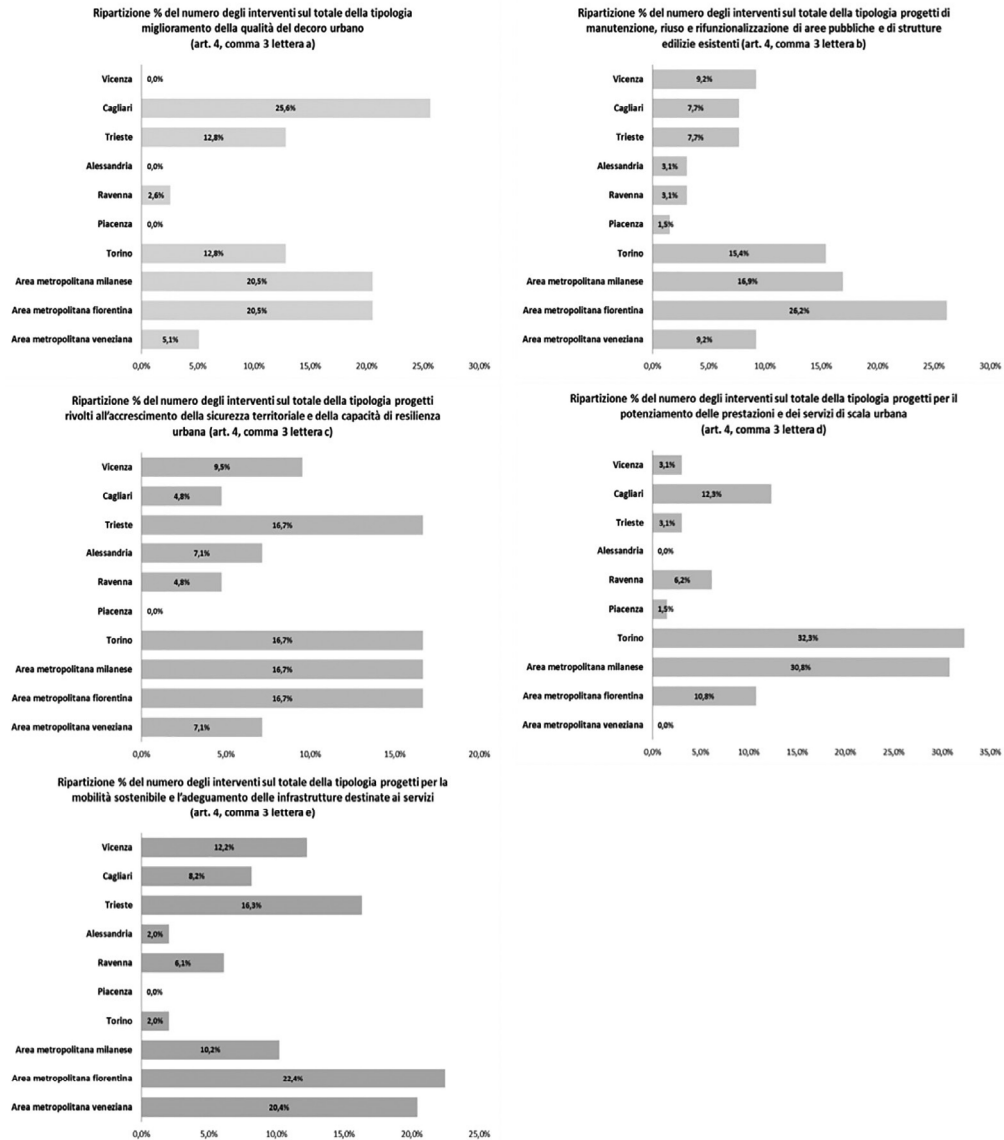 Ripartizione % del numero degli interventi sul totale della tipologia
miglioramento della qualità del decoro urbano
(art. 4, comma 3 lettera a)
Vicenza 0,0%
Cagliari 25,6%
Trieste 12,8%
Alessandria 0,0%
Ravenna 2,6%
Piacenza 0,0%
Torino 12,8%
Area metropolitana milanese 20,5%
Area metropolitana fiorentina 20,5%
Area metropolitana veneziana 5,1%
0,0% 5,0% 10,0% 15,0% 20,0% 25,0% 30,0%
Ripartizione % del numero degli interventi sul totale della tipologia progetti di
manutenzione, riuso e rifunzionalizzazione di aree pubbliche e di strutture
edilizie esistenti (art. 4, comma 3 lettera b)
Vicenza 9,2%
Cagliari 7,7%
Trieste 7,7%
Alessandria 3,1%
Ravenna 3,1%
Piacenza 1,5%
Torino 15,4%
Area metropolitana milanese 16,9%
Area metropolitana fiorentina 26,2%
Area metropolitana veneziana 9,2%
0,0% 5,0% 10,0% 15,0% 20,0% 25,0% 30,0%
Ripartizione % del numero degli interventi sul totale della tipologia progetti
rivolti all'accrescimento della sicurezza territoriale e della capacità di resilienza
urbana (art. 4, comma 3 lettera c)
Vicenza 9,5%
Cagliari 4,8%
Trieste 16,7%
Alessandria 7,1%
Ravenna 4,8%
Piacenza 0,0%
Torino 16,7%
Area metropolitana milanese 16,7%
Area metropolitana fiorentina 16,7%
Area metropolitana veneziana 7,1%
0,0% 5,0% 10,0% 15,0% 20,0%
Ripartizione % del numero degli interventi sul totale della tipologia progetti per il
potenziamento delle prestazioni e dei servizi di scala urbana
(art. 4, comma 3 lettera d)
Vicenza 3,1%
Cagliari 12,3%
Trieste 3,1%
Alessandria 0,0%
Ravenna 6,2%
Piacenza 1,5%
Torino 32,3%
Area metropolitana milanese 30,8%
Area metropolitana fiorentina 10,8%
Area metropolitana veneziana 0,0%
0,0% 5,0% 10,0% 15,0% 20,0% 25,0% 30,0% 35,0%
Ripartizione % del numero degli interventi sul totale della tipologia progetti per la
mobilità sostenibile e l'adeguamento delle infrastrutture destinate ai servizi
(art. 4, comma 3 lettera e)
Vicenza 12,2%
Cagliari 8,2%
Trieste 16,3%
Alessandria 2,0%
Ravenna 6,1%
Piacenza 0,0%
Torino 2,0%
Area metropolitana milanese 10,2%
Area metropolitana fiorentina 22,4%
Area metropolitana veneziana 20,4%
0,0% 5,0% 10,0% 15,0% 20,0% 25,0%